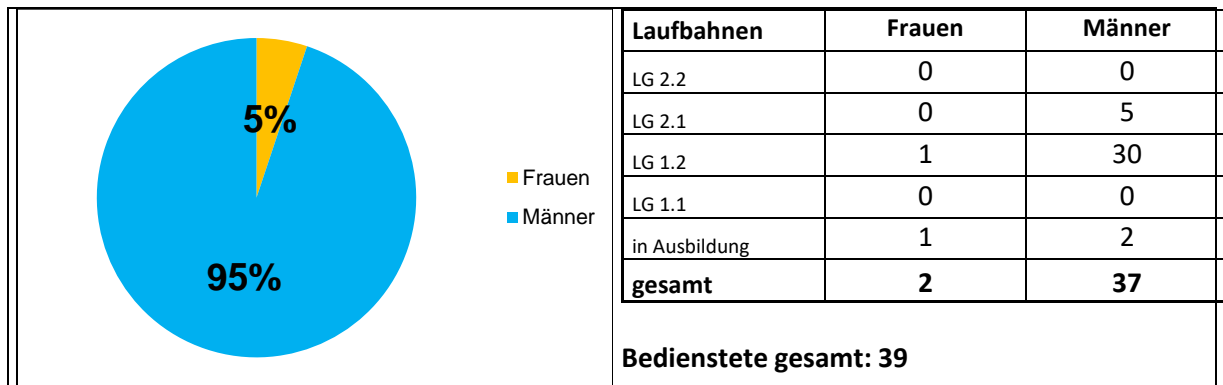 5%
95%
Frauen
Männer
Laufbahnen Frauen Männer
LG 2.2 0 0
LG 2.1 0 5
LG 1.2 1 30
LG 1.1 0 0
in Ausbildung 1 2
gesamt 2 37
Bedienstete gesamt: 39